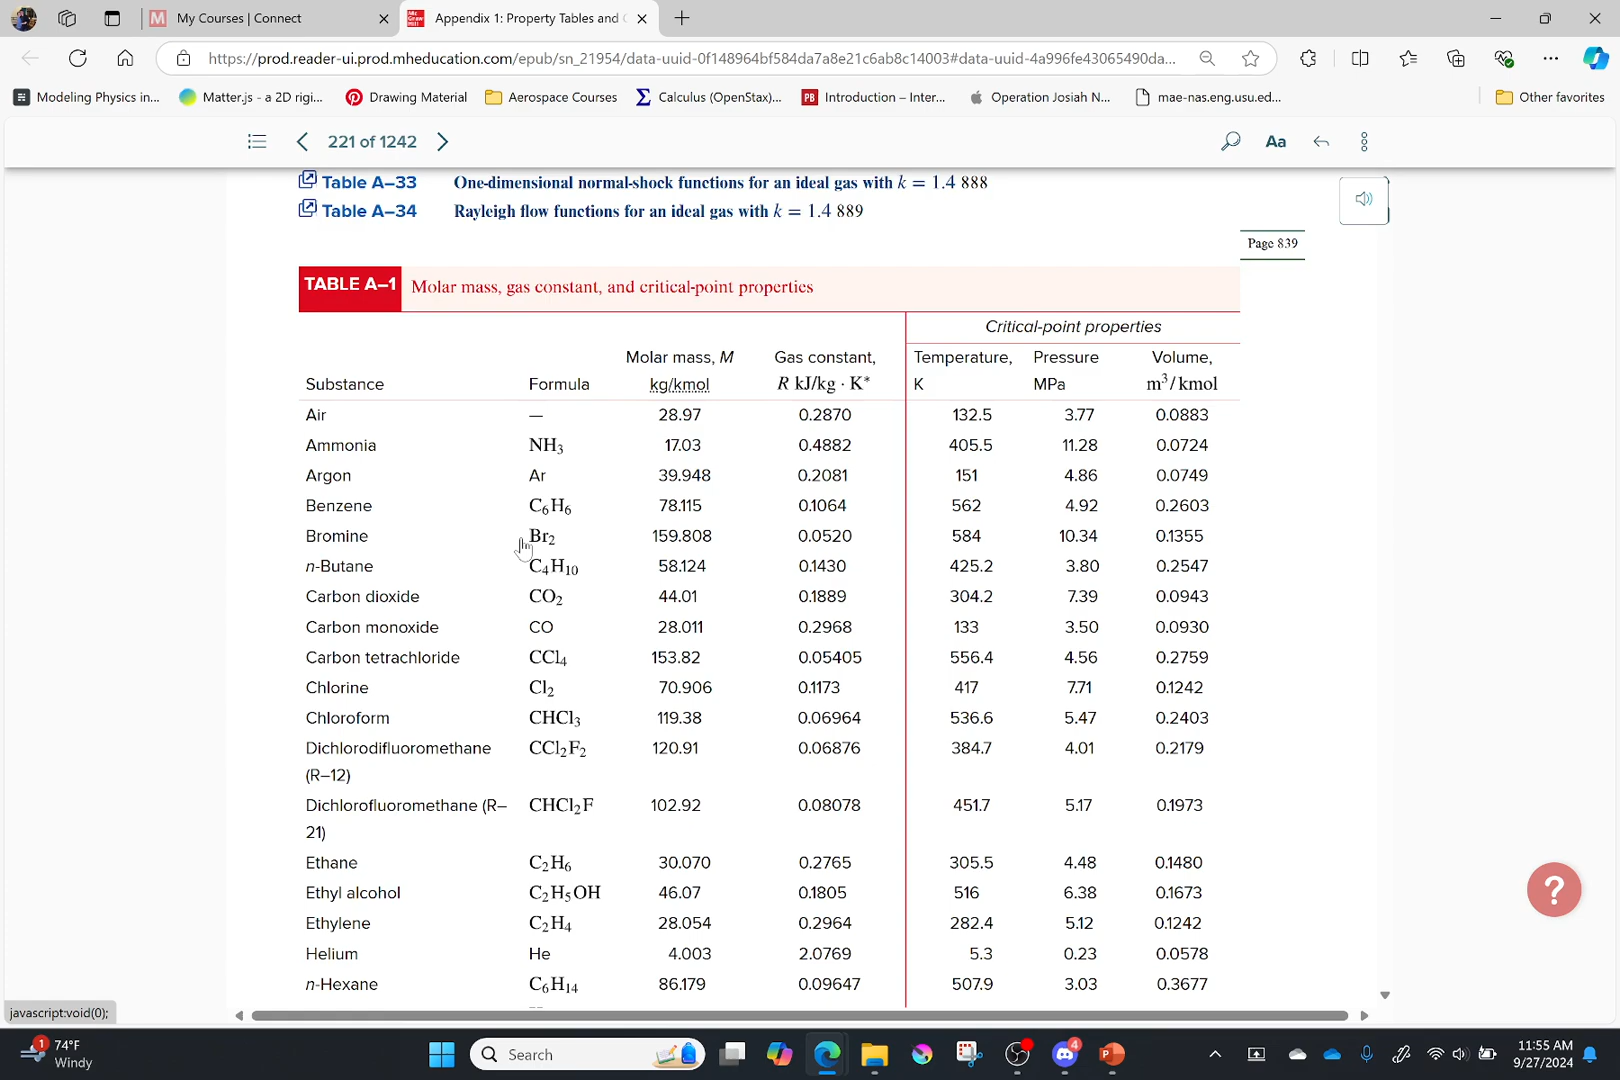 My Courses | Connect
Appendix 1: Property Tables and
https://prod.reader-ui.prod.mheducation.com/epub/sn_21954/data-uuid-0f148964bf584da7a8e21c6ab8c14003#data-uuid-4a996fe43065490da...
Modeling Physics in... Matter.js - a 2D rigi... Drawing Material Aerospace Courses Calculus (OpenStax)... Introduction – Inter... Operation Josiah N... mae-nas.eng.usu.ed... Other favorites
221 of 1242 Aa
Table A–33 One-dimensional normal-shock functions for an ideal gas with k = 1.4 888
Table A–34 Rayleigh flow functions for an ideal gas with k = 1.4 889
Page 839
TABLE A–1 Molar mass, gas constant, and critical-point properties
Critical-point properties
Molar mass, M Gas constant, Temperature, Pressure Volume,
Substance Formula kg/kmol R kJ/kg · K* K MPa m³/kmol
Air — 28.97 0.2870 132.5 3.77 0.0883
Ammonia NH₃ 17.03 0.4882 405.5 11.28 0.0724
Argon Ar 39.948 0.2081 151 4.86 0.0749
Benzene C₆H₆ 78.115 0.1064 562 4.92 0.2603
Bromine Br₂ 159.808 0.0520 584 10.34 0.1355
n-Butane C₄H₁₀ 58.124 0.1430 425.2 3.80 0.2547
Carbon dioxide CO₂ 44.01 0.1889 304.2 7.39 0.0943
Carbon monoxide CO 28.011 0.2968 133 3.50 0.0930
Carbon tetrachloride CCl₄ 153.82 0.05405 556.4 4.56 0.2759
Chlorine Cl₂ 70.906 0.1173 417 7.71 0.1242
Chloroform CHCl₃ 119.38 0.06964 536.6 5.47 0.2403
Dichlorodifluoromethane CCl₂F₂ 120.91 0.06876 384.7 4.01 0.2179
(R–12)
Dichlorofluoromethane (R– CHCl₂F 102.92 0.08078 451.7 5.17 0.1973
21)
Ethane C₂H₆ 30.070 0.2765 305.5 4.48 0.1480
Ethyl alcohol C₂H₅OH 46.07 0.1805 516 6.38 0.1673
Ethylene C₂H₄ 28.054 0.2964 282.4 5.12 0.1242
Helium He 4.003 2.0769 5.3 0.23 0.0578
n-Hexane C₆H₁₄ 86.179 0.09647 507.9 3.03 0.3677
?
javascript:void(0);
1 74°F
Windy
Search
4
11:55 AM
9/27/2024